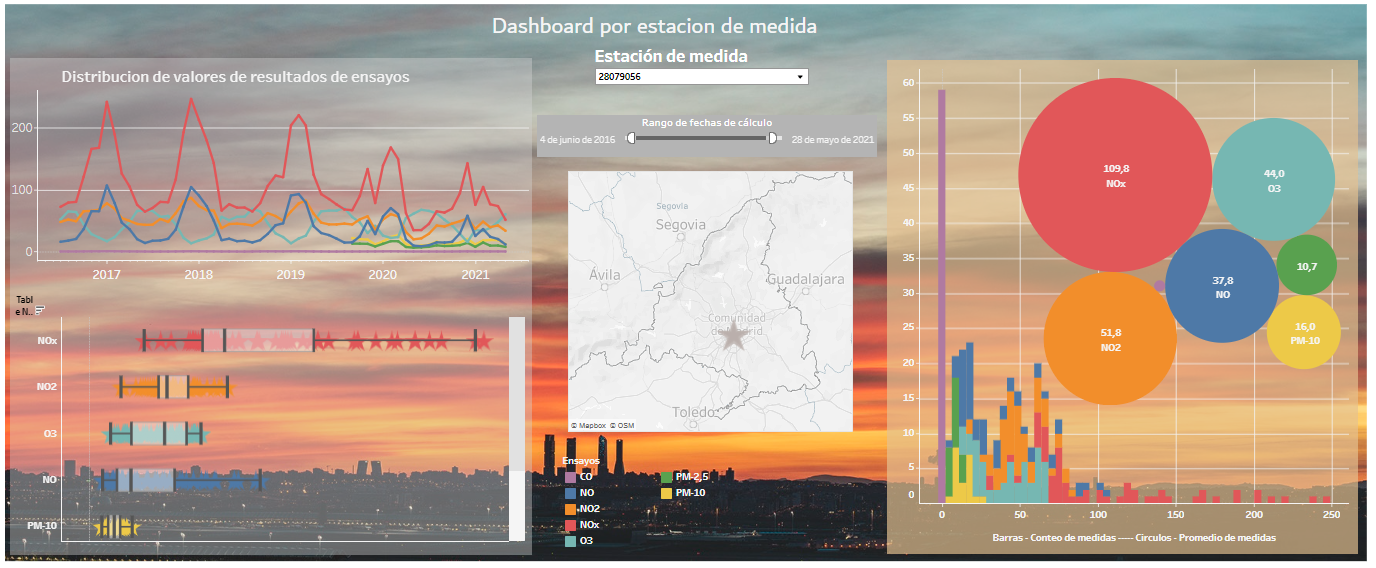 Dashboard por estacion de medida
Estación de medida
28079056
Rango de fechas de cálculo
4 de junio de 2016
28 de mayo de 2021
Distribucion de valores de resultados de ensayos
200
100
0
2017 2018 2019 2020 2021
Tabl
e N..
NOx
NO2
O3
NO
PM-10
Segovia
Segovia
Ávila
Guadalajara
Comunidad
de Madrid
Toledo
© Mapbox © OSM
Ensayos
CO
NO
NO2
NOx
O3
PM-2,5
PM-10
60
55
50
45
40
35
30
25
20
15
10
5
0
109,8
NOx
44,0
O3
37,8
NO
10,7
51,8
NO2
16,0
PM-10
0 50 100 150 200 250
Barras - Conteo de medidas ---- Circulos - Promedio de medidas